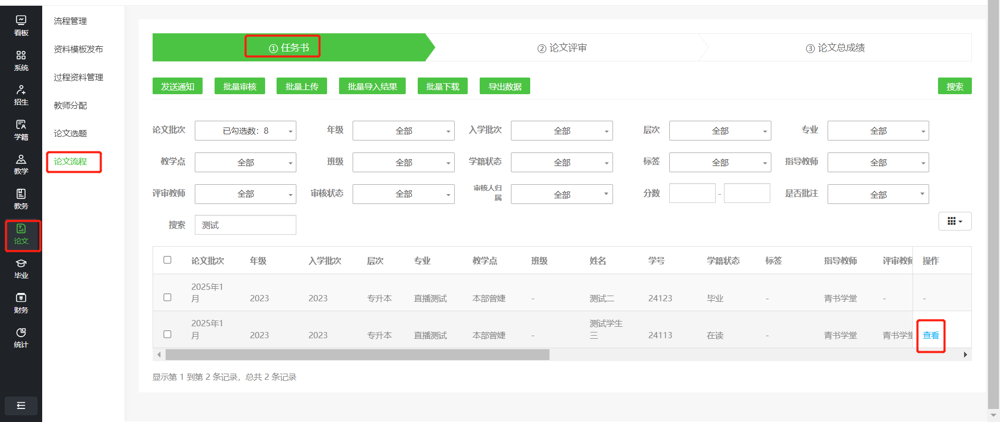 看板
系统
招生
学籍
教学
教务
论文
毕业
财务
统计
流程管理
资料模板发布
过程资料管理
教师分配
论文选题
论文流程
① 任务书
② 论文评审
③ 论文总成绩
发送通知 批量审核 批量上传 批量导入结果 批量下载 导出数据 搜索
论文批次 已勾选数：8 年级 全部 入学批次 全部 层次 全部 专业 全部
教学点 全部 班级 全部 学籍状态 全部 标签 全部 指导教师 全部
评审教师 全部 审核状态 全部 审核人归属 全部 分数 - 是否批注 全部
搜索 测试
论文批次 年级 入学批次 层次 专业 教学点 班级 姓名 学号 学籍状态 标签 指导教师 评审教师 操作
2025年1月 2023 2023 专升本 直播测试 本部曾婕 - 测试二 24123 毕业 - 青书学堂 - -
2025年1月 2023 2023 专升本 直播测试 本部曾婕 - 测试学生三 24113 在读 - 青书学堂 青书学堂 查看
显示第 1 到第 2 条记录，总共 2 条记录